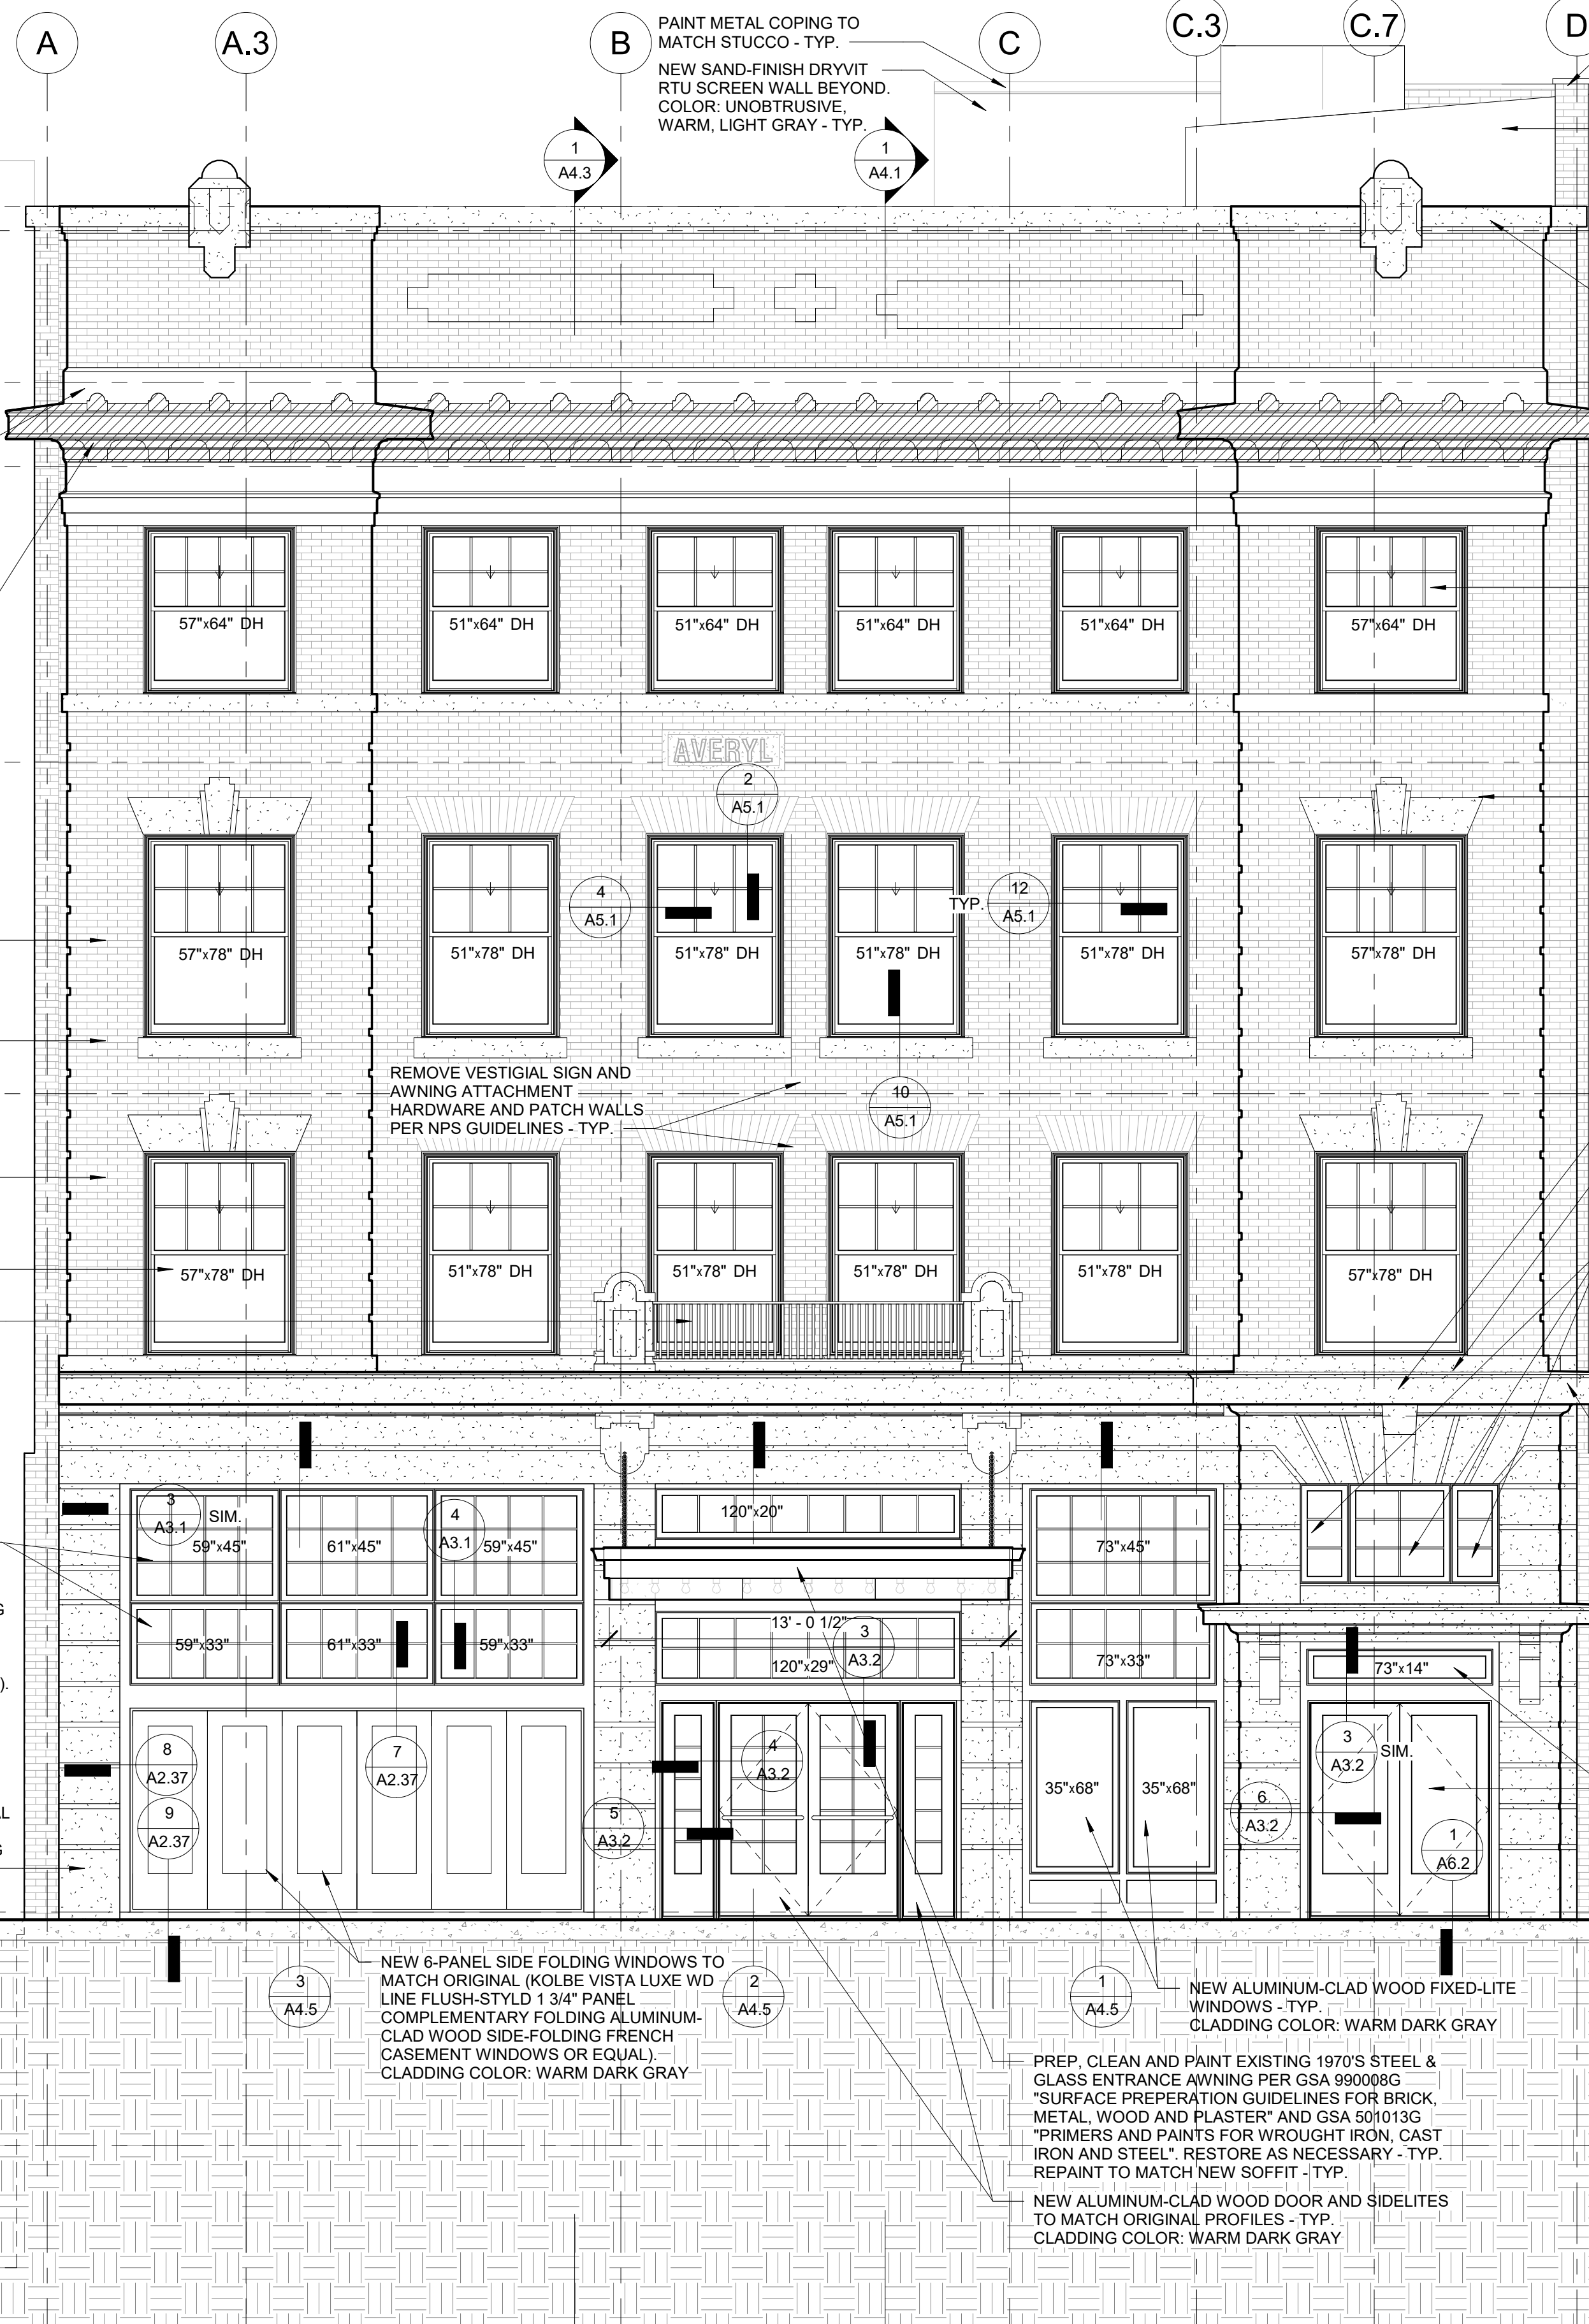 A
A.3
B
C
C.3
C.7
D
PAINT METAL COPING TO
MATCH STUCCO - TYP.
NEW SAND-FINISH DRYVIT
RTU SCREEN WALL BEYOND.
COLOR: UNOBTRUSIVE,
WARM, LIGHT GRAY - TYP.
1
A4.3
1
A4.1
57"x64" DH
51"x64" DH
51"x64" DH
51"x64" DH
51"x64" DH
57"x64" DH
AVERYL
2
A5.1
4
A5.1
TYP.
12
A5.1
57"x78" DH
51"x78" DH
51"x78" DH
51"x78" DH
51"x78" DH
57"x78" DH
REMOVE VESTIGIAL SIGN AND
AWNING ATTACHMENT
HARDWARE AND PATCH WALLS
PER NPS GUIDELINES - TYP.
10
A5.1
57"x78" DH
51"x78" DH
51"x78" DH
51"x78" DH
51"x78" DH
57"x78" DH
3
A3.1
SIM.
4
A3.1
59"x45"
61"x45"
59"x45"
120"x20"
73"x45"
59"x33"
61"x33"
59"x33"
13' - 0 1/2"
120"x29"
3
A3.2
73"x33"
73"x14"
G
).
8
A2.37
7
A2.37
4
A3.2
3
A3.2
SIM.
35"x68"
35"x68"
AL
G
9
A2.37
5
A3.2
6
A3.2
1
A6.2
NEW 6-PANEL SIDE FOLDING WINDOWS TO
MATCH ORIGINAL (KOLBE VISTA LUXE WD
LINE FLUSH-STYLD 1 3/4" PANEL
COMPLEMENTARY FOLDING ALUMINUM-
CLAD WOOD SIDE-FOLDING FRENCH
CASEMENT WINDOWS OR EQUAL).
CLADDING COLOR: WARM DARK GRAY
3
A4.5
2
A4.5
1
A4.5
NEW ALUMINUM-CLAD WOOD FIXED-LITE
WINDOWS - TYP.
CLADDING COLOR: WARM DARK GRAY
PREP, CLEAN AND PAINT EXISTING 1970'S STEEL &
GLASS ENTRANCE AWNING PER GSA 990008G
"SURFACE PREPERATION GUIDELINES FOR BRICK,
METAL, WOOD AND PLASTER" AND GSA 501013G
"PRIMERS AND PAINTS FOR WROUGHT IRON, CAST
IRON AND STEEL". RESTORE AS NECESSARY - TYP.
REPAINT TO MATCH NEW SOFFIT - TYP.
NEW ALUMINUM-CLAD WOOD DOOR AND SIDELITES
TO MATCH ORIGINAL PROFILES - TYP.
CLADDING COLOR: WARM DARK GRAY